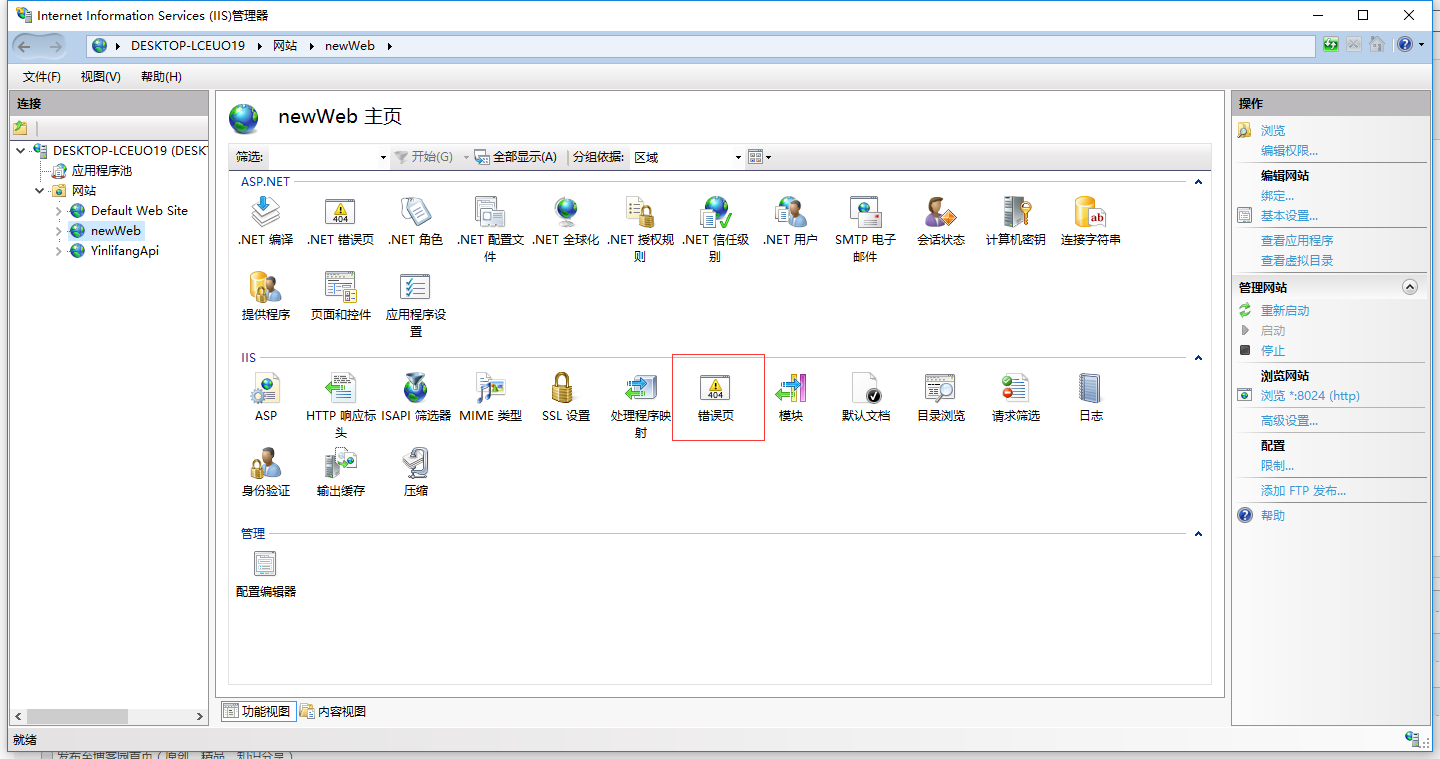 Internet Information Services (IIS)管理器
DESKTOP-LCEUO19 网站 newWeb
文件(F) 视图(V) 帮助(H)
连接
DESKTOP-LCEUO19 (DESK
应用程序池
网站
Default Web Site
newWeb
YinlifangApi
newWeb 主页
筛选: 开始(G) 全部显示(A) 分组依据: 区域
ASP.NET
.NET 编译
.NET 错误页
.NET 角色
.NET 配置文
件
.NET 全球化
.NET 授权规
则
.NET 信任级
别
.NET 用户
SMTP 电子
邮件
会话状态
计算机密钥
连接字符串
提供程序
页面和控件
应用程序设
置
IIS
ASP
HTTP 响应标
头
ISAPI 筛选器
MIME 类型
SSL 设置
处理程序映
射
错误页
模块
默认文档
目录浏览
请求筛选
日志
身份验证
输出缓存
压缩
管理
配置编辑器
功能视图 内容视图
操作
浏览
编辑权限...
编辑网站
绑定...
基本设置...
查看应用程序
查看虚拟目录
管理网站
重新启动
启动
停止
浏览网站
浏览 *:8024 (http)
高级设置...
配置
限制...
添加 FTP 发布...
帮助
就绪